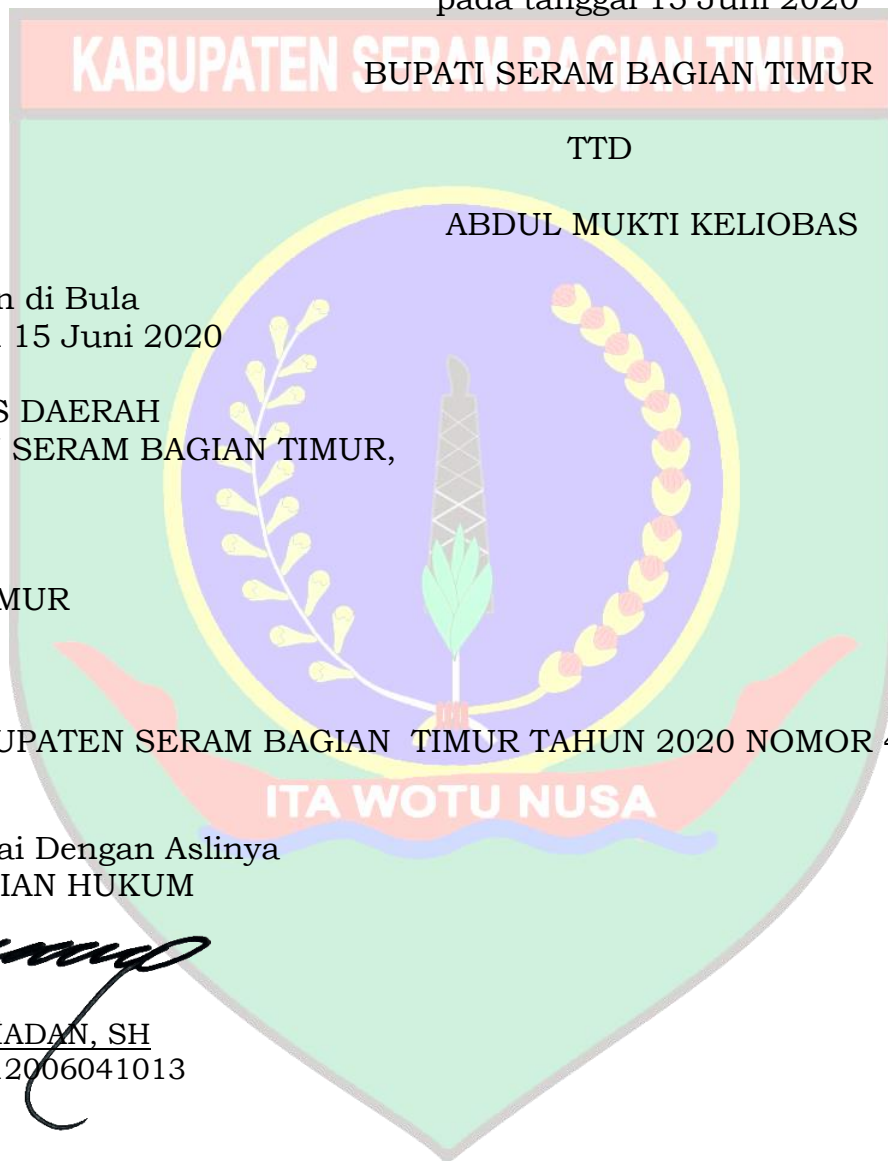 pada tanggal 15 Juni 2020
KABUPATEN SERAM BAGIAN TIMUR
BUPATI SERAM BAGIAN TIMUR
TTD
ABDUL MUKTI KELIOBAS
n di Bula
15 Juni 2020
S DAERAH
SERAM BAGIAN TIMUR,
MUR
UPATEN SERAM BAGIAN TIMUR TAHUN 2020 NOMOR 4
ITA WOTU NUSA
ai Dengan Aslinya
IAN HUKUM
ADAN, SH
12006041013